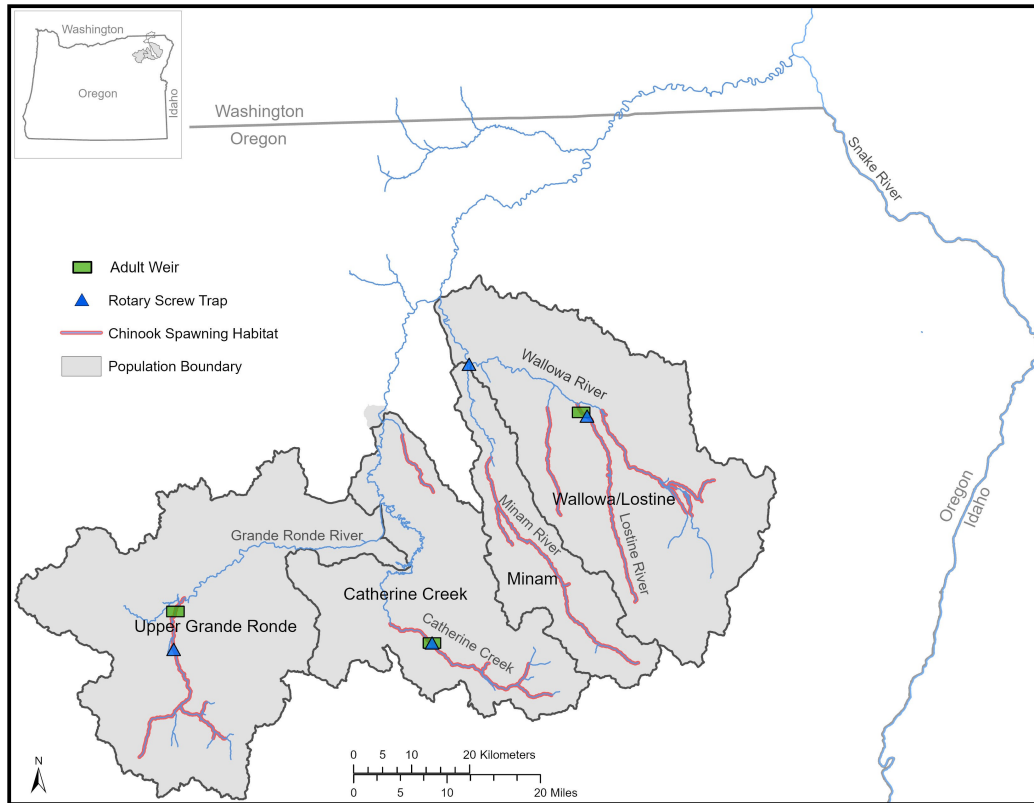 Washington
Oregon
Idaho
Washington
Oregon
Snake River
Adult Weir
Rotary Screw Trap
Chinook Spawning Habitat
Population Boundary
Wallowa River
Wallowa/Lostine
Oregon
Idaho
Minam River
Lostine River
Grande Ronde River
Minam
Catherine Creek
Upper Grande Ronde
Catherine Creek
N
0 5 10 20 Kilometers
0 5 10 20 Miles